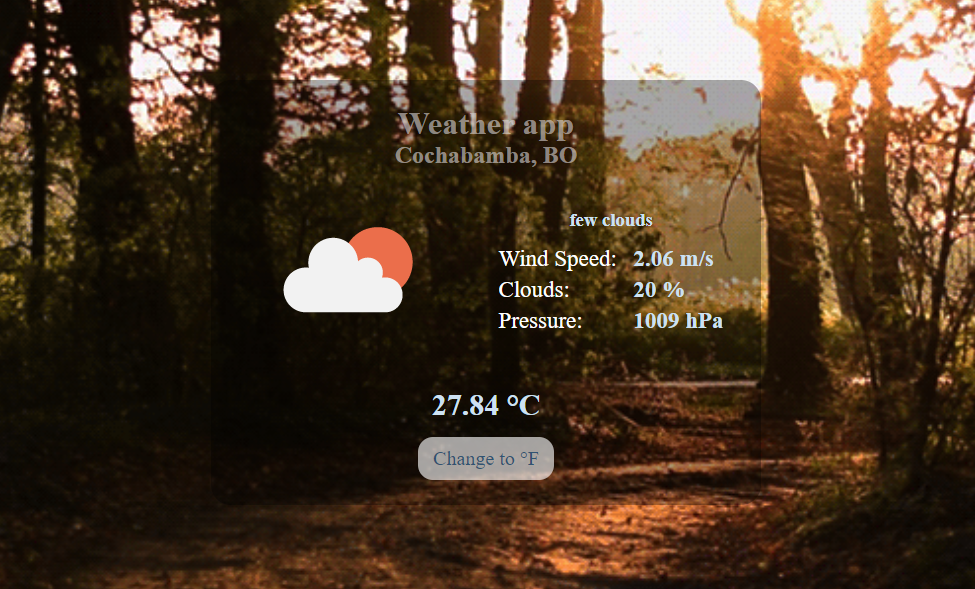 Weather app
Cochabamba, BO
few clouds
Wind Speed: 2.06 m/s
Clouds: 20 %
Pressure: 1009 hPa
27.84 °C
Change to °F